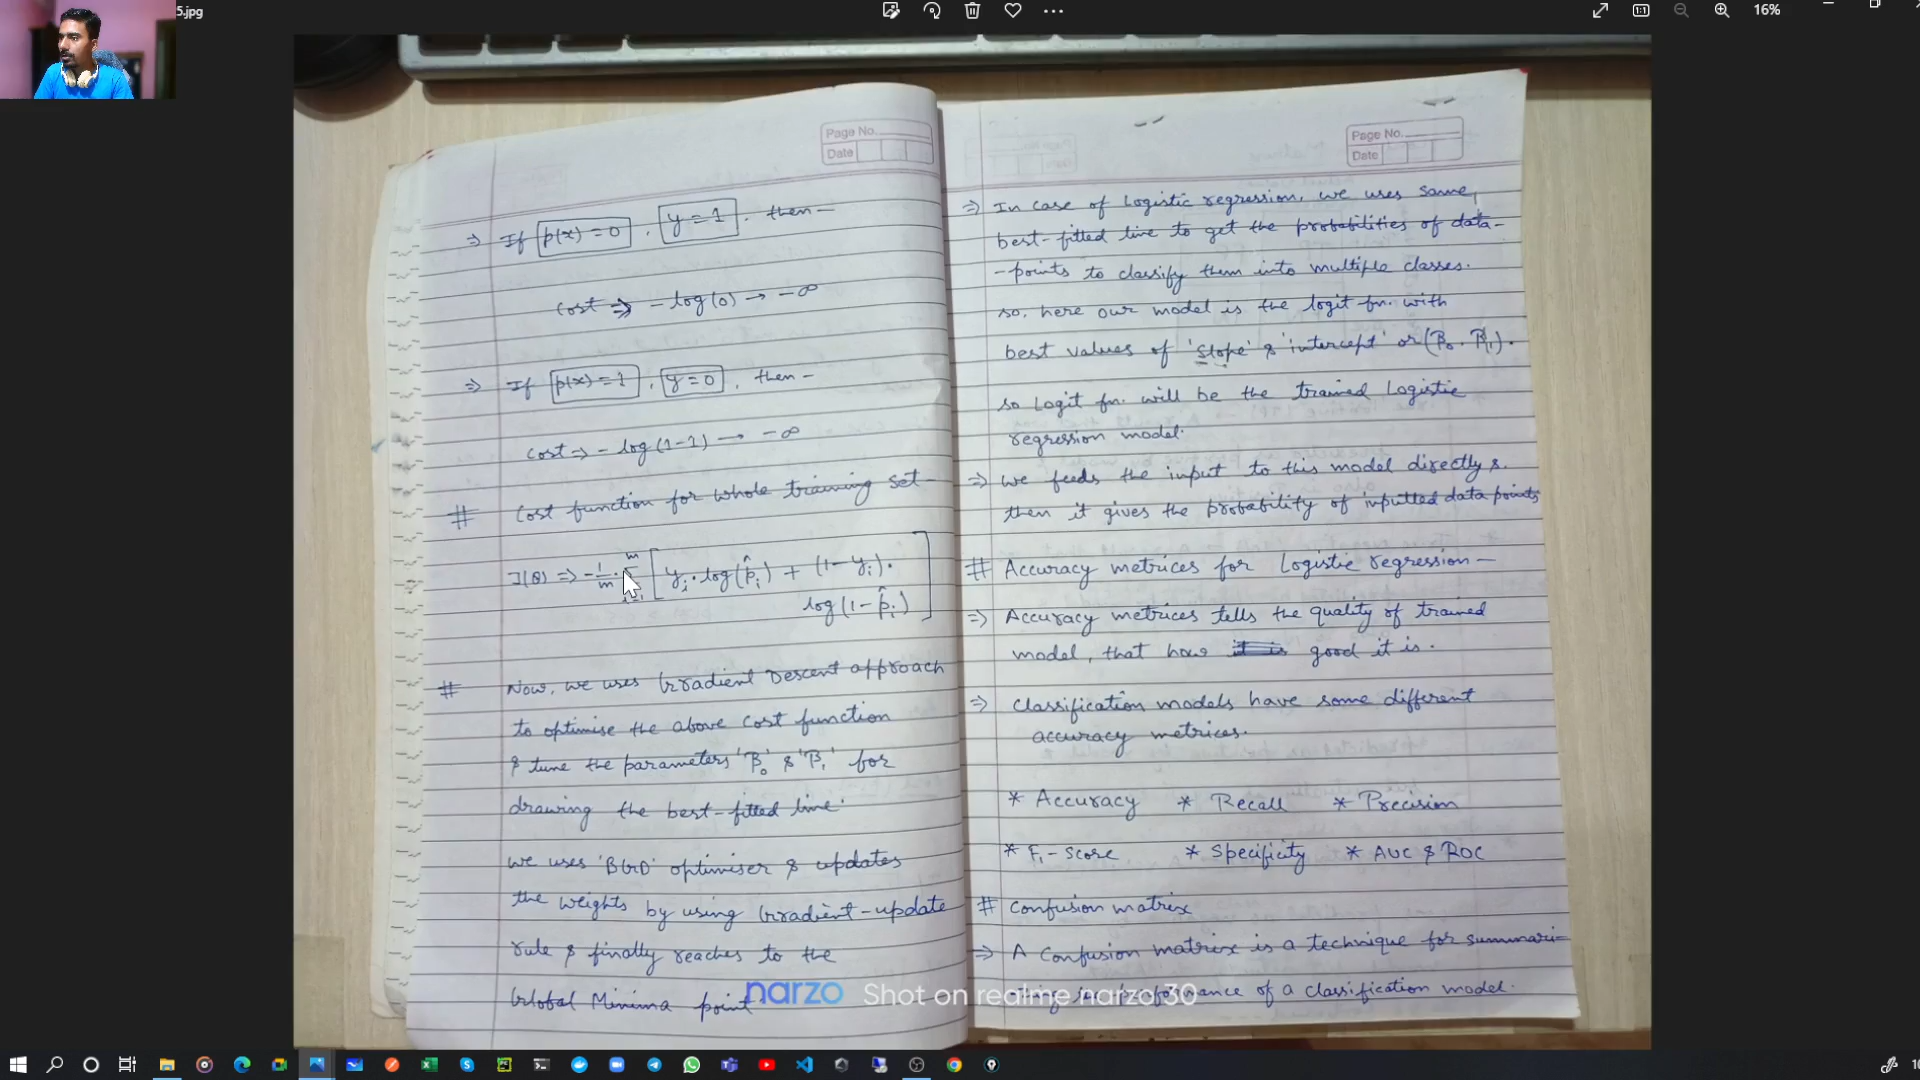 5.jpg
16%
Page No.
Date
⇒ If p(x) = 0 , y = 1 , then —
Cost ⇒ - log(0) → - ∞
⇒ If p(x) = 1 , y = 0 , then —
Cost ⇒ - log(1-1) → - ∞
# Cost function for whole training set —
J(θ) ⇒ - 1/m · Σ [ yi · log(p̂i) + (1 - yi) ·
log(1 - p̂i) ]
# Now, we uses Gradient Descent approach
to optimise the above cost function
& tune the parameters 'β0' & 'β1' for
drawing the best-fitted line.
we uses 'BGD' optimiser & updates
the weights by using Gradient-update
rule & finally reaches to the
Global Minima point
Page No.
Date
⇒ In case of Logistic regression, we uses same,
best-fitted line to get the probabilities of data-
-points to classify them into multiple classes.
so, here our model is the logit fn. with
best values of 'Slope' & 'intercept' or (β0, β1).
so Logit fn. will be the trained Logistic
regression model.
⇒ we feeds the input to this model directly &
then it gives the probability of inputted data points
# Accuracy metrices for Logistic regression —
⇒ Accuracy metrices tells the quality of trained
model, that how good it is.
⇒ Classification models have some different
accuracy metrices.
* Accuracy * Recall * Precision
* F1-Score * Specificity * AUC & ROC
# Confusion matrix
⇒ A Confusion matrix is a technique for summari-
performance of a classification model.
narzo Shot on realme narzo 30